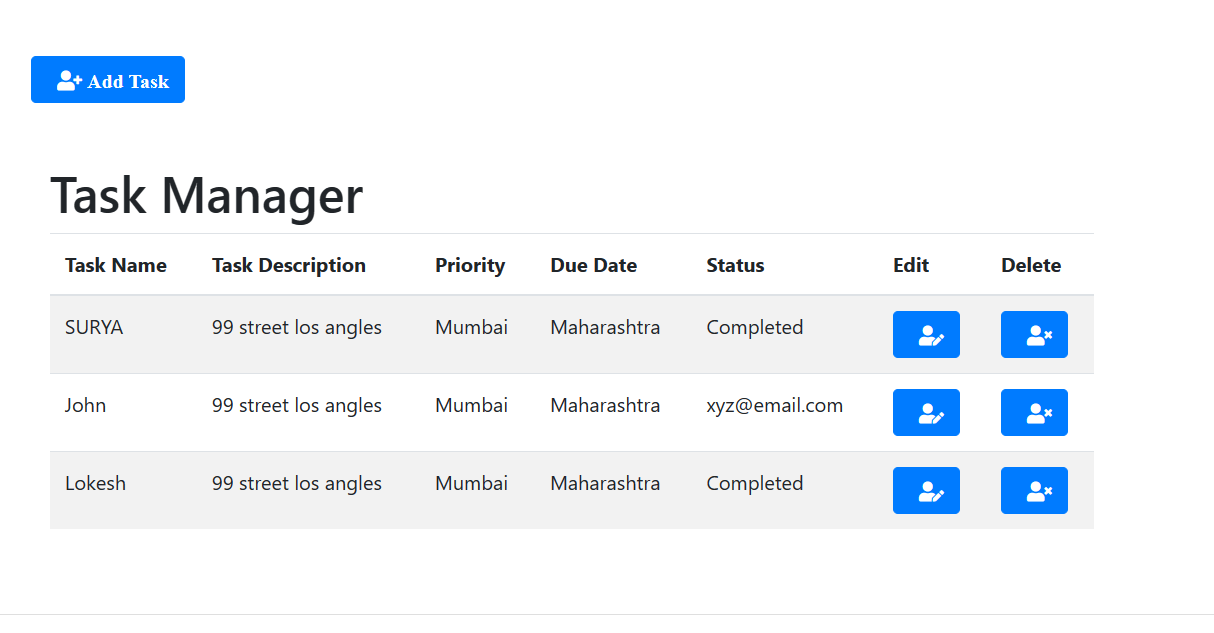 Add Task
Task Manager
Task Name Task Description Priority Due Date Status Edit Delete
SURYA 99 street los angles Mumbai Maharashtra Completed
John 99 street los angles Mumbai Maharashtra xyz@email.com
Lokesh 99 street los angles Mumbai Maharashtra Completed